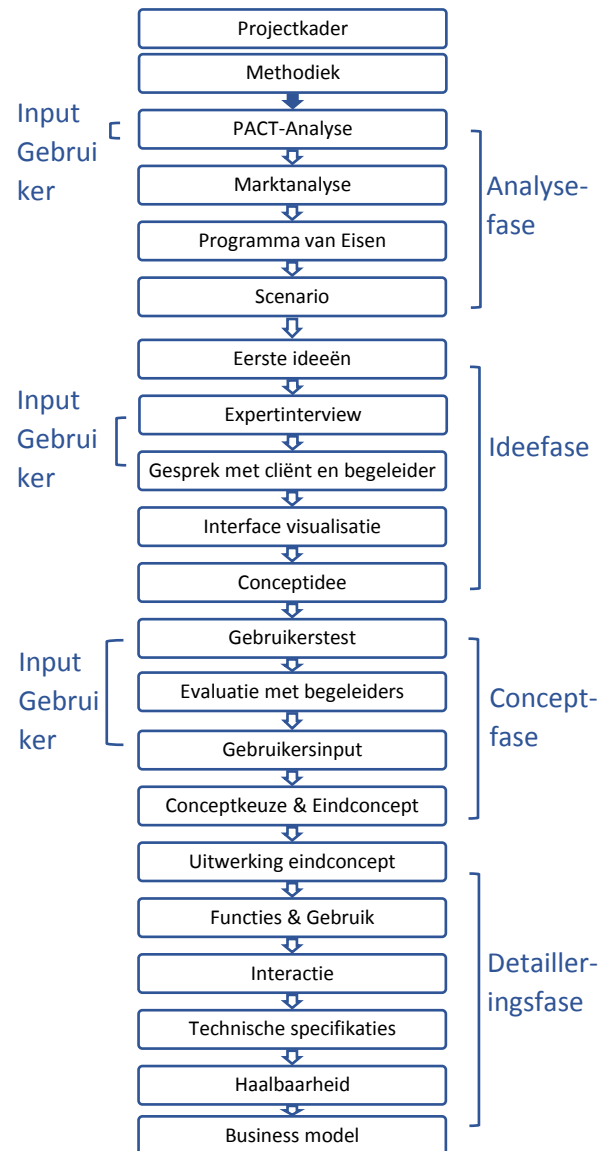 Projectkader
Methodiek
Input
Gebrui
ker
PACT-Analyse
Marktanalyse
Programma van Eisen
Scenario
Analyse-
fase
Eerste ideeën
Input
Gebrui
ker
Expertinterview
Gesprek met cliënt en begeleider
Interface visualisatie
Conceptidee
Ideefase
Gebruikerstest
Input
Gebrui
ker
Evaluatie met begeleiders
Gebruikersinput
Conceptkeuze & Eindconcept
Concept-
fase
Uitwerking eindconcept
Functies & Gebruik
Interactie
Technische specifikaties
Haalbaarheid
Business model
Detailler-
ingsfase